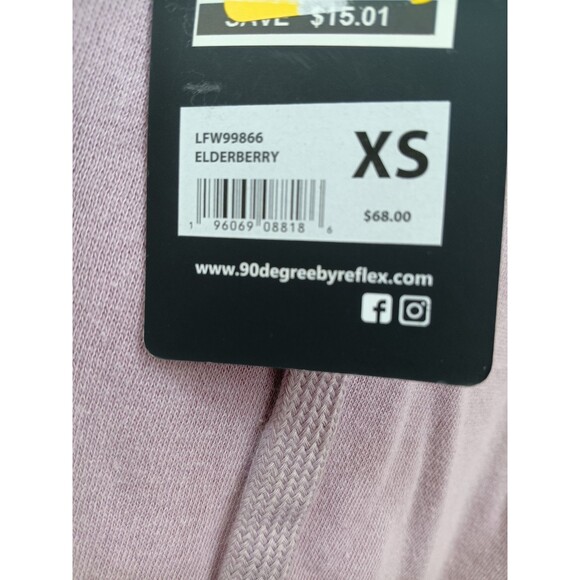 SAVE $15.01
LFW99866
ELDERBERRY
XS
1 96069 08818 6
$68.00
www.90degreebyreflex.com